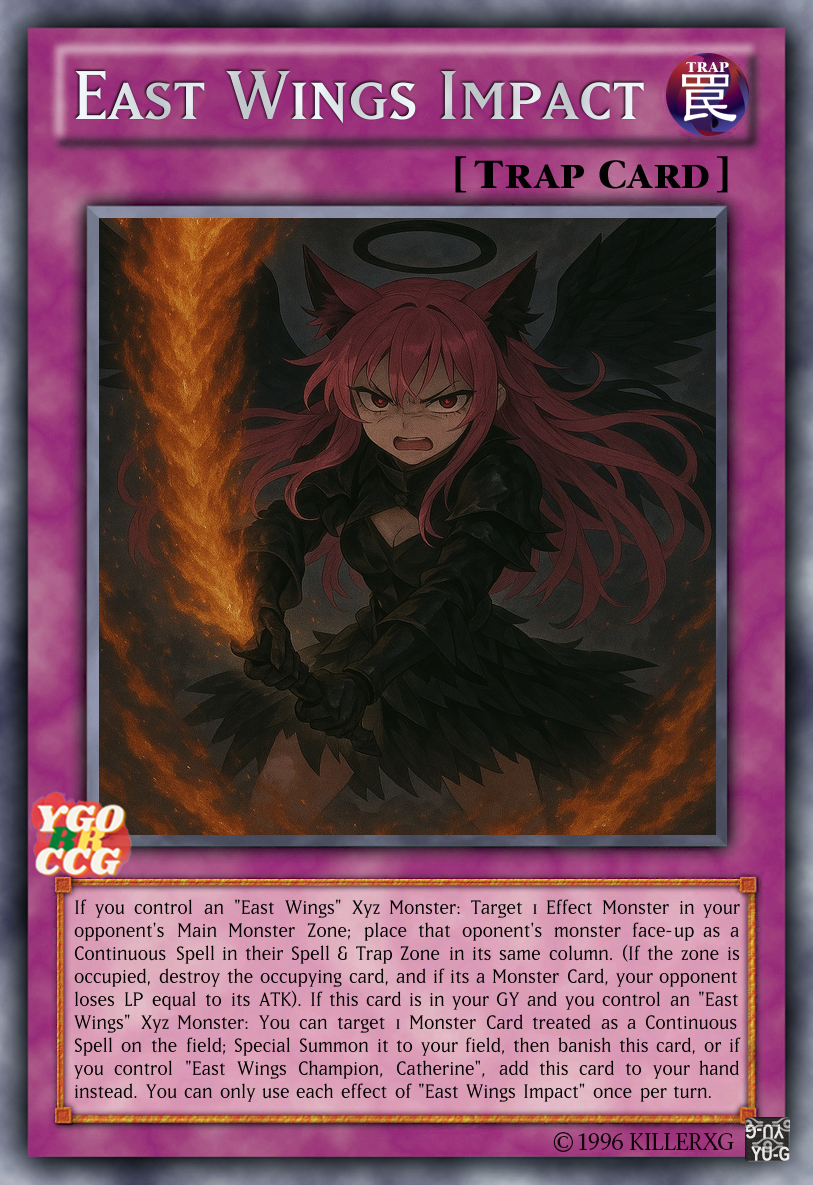 East Wings Impact
TRAP
罠
[Trap Card]
YGO
BR
CCG
If you control an "East Wings" Xyz Monster: Target 1 Effect Monster in your
opponent's Main Monster Zone; place that oponent's monster face-up as a
Continuous Spell in their Spell & Trap Zone in its same column. (If the zone is
occupied, destroy the occupying card, and if its a Monster Card, your opponent
loses LP equal to its ATK). If this card is in your GY and you control an "East
Wings" Xyz Monster: You can target 1 Monster Card treated as a Continuous
Spell on the field; Special Summon it to your field, then banish this card, or if
you control "East Wings Champion, Catherine", add this card to your hand
instead. You can only use each effect of "East Wings Impact" once per turn.
© 1996 KILLERXG
YU-G